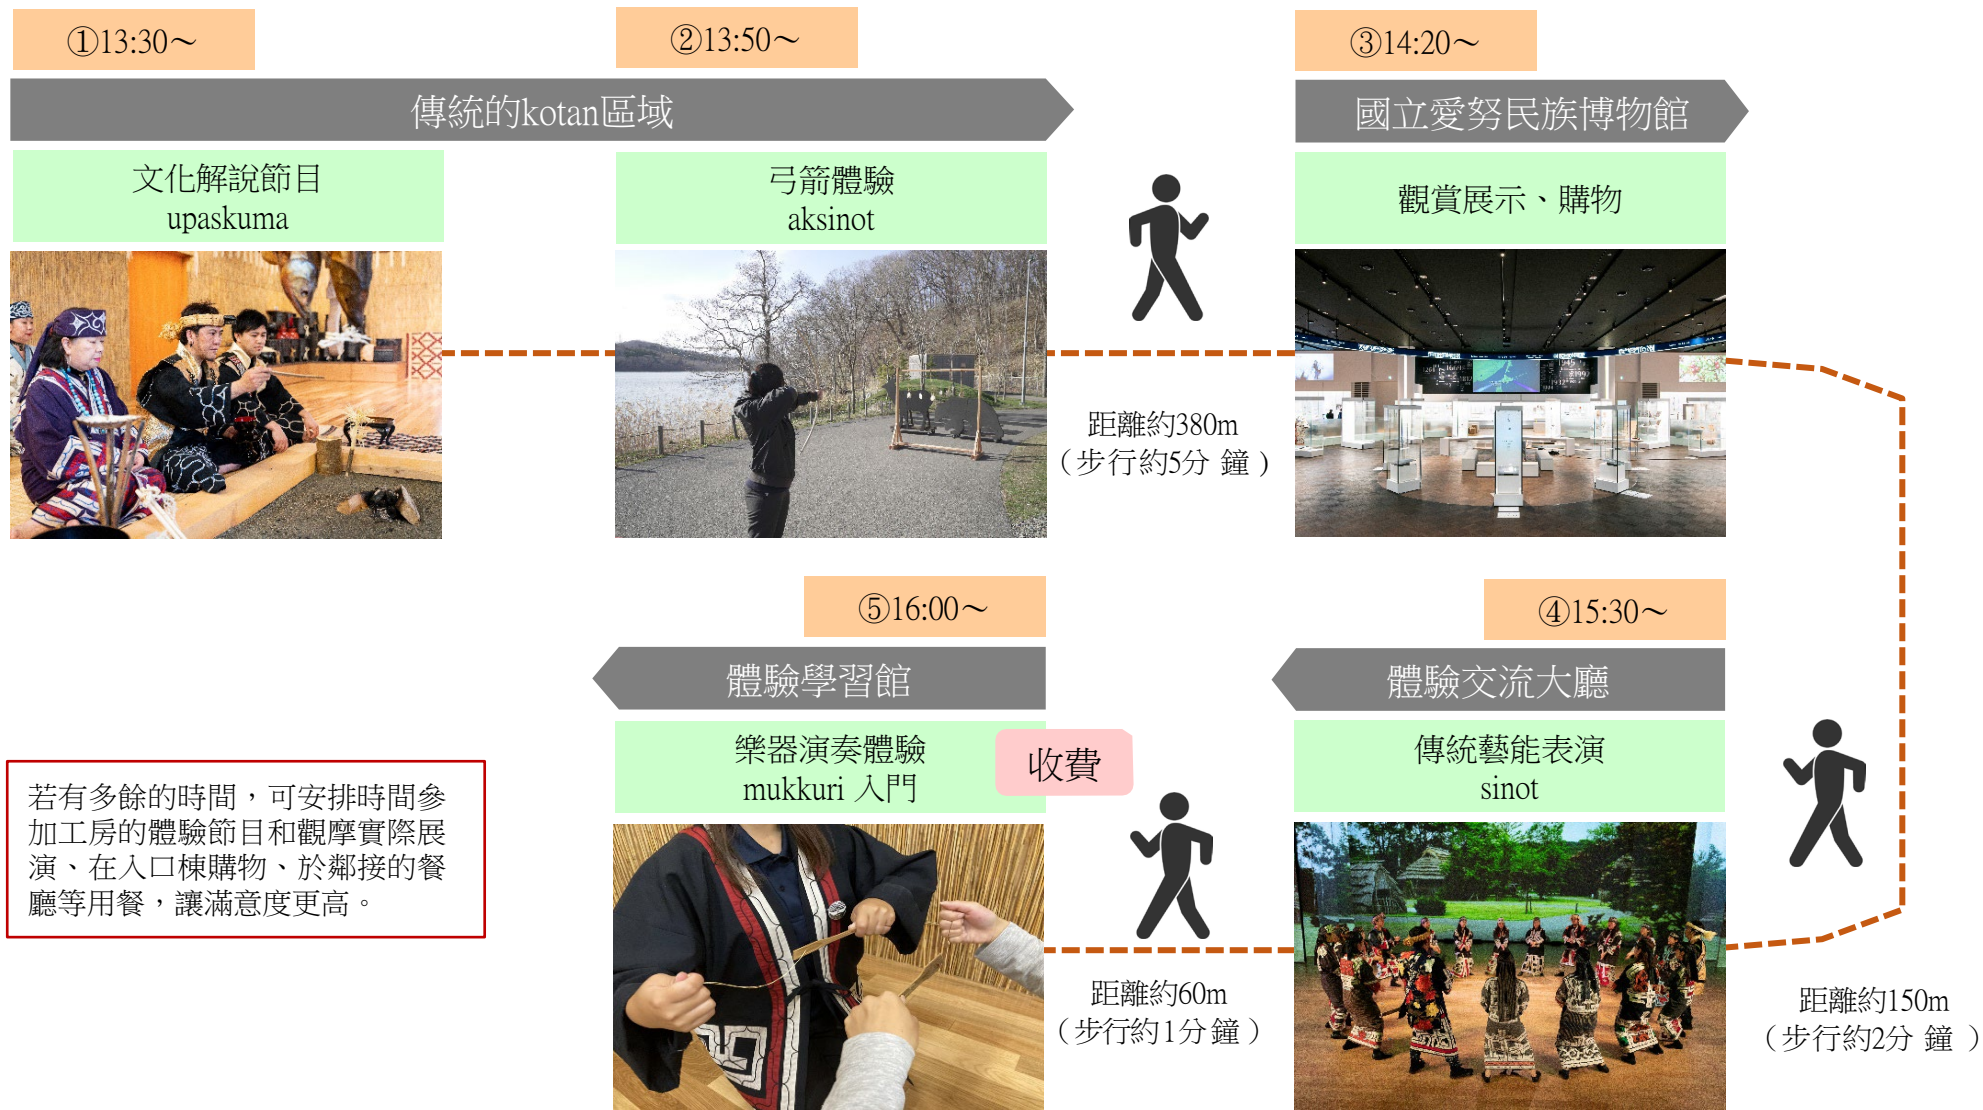 ①13:30～
②13:50～
③14:20～
傳統的kotan區域
國立愛努民族博物館
文化解說節目
upaskuma
弓箭體驗
aksinot
觀賞展示、購物
距離約380m
（步行約5分 鐘 ）
⑤16:00～
④15:30～
體驗學習館
體驗交流大廳
樂器演奏體驗
mukkuri 入門
收費
傳統藝能表演
sinot
若有多餘的時間，可安排時間參
加工房的體驗節目和觀摩實際展
演、在入口棟購物、於鄰接的餐
廳等用餐，讓滿意度更高。
距離約60m
（步行約1分 鐘 ）
距離約150m
（步行約2分 鐘 ）